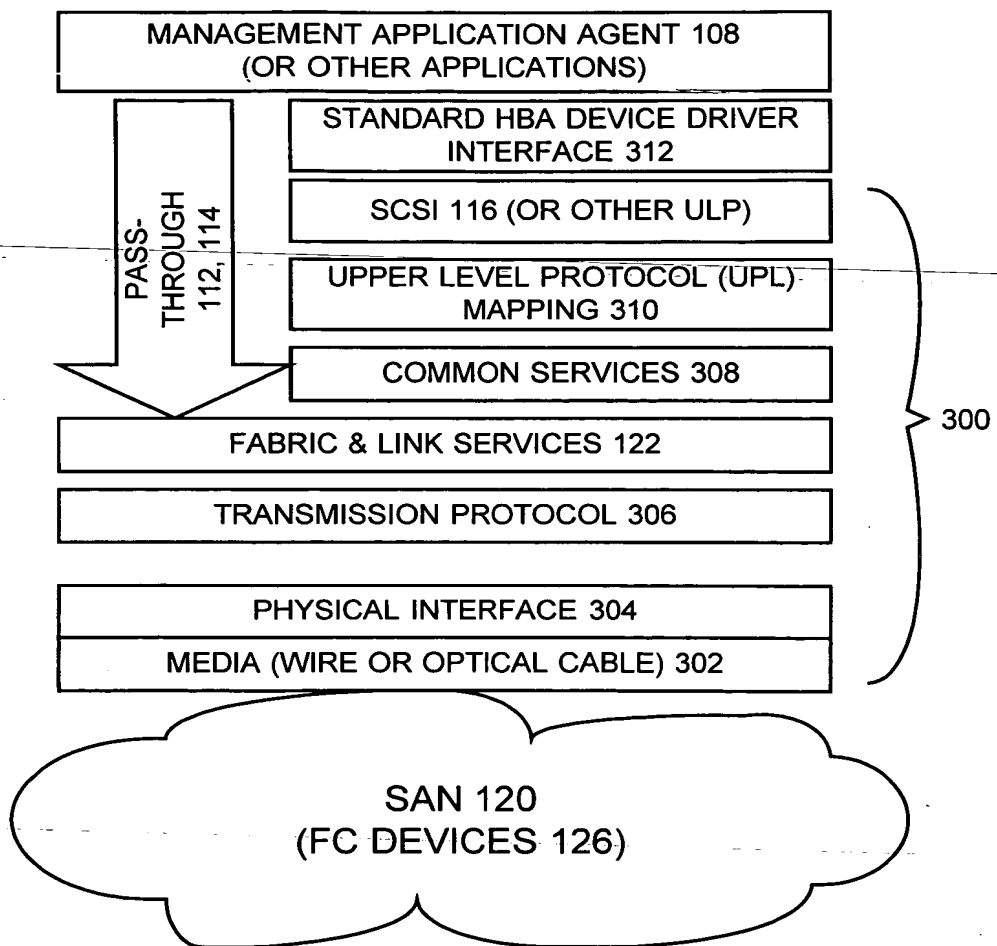 MANAGEMENT APPLICATION AGENT 108
(OR OTHER APPLICATIONS)
PASS-
THROUGH
112, 114
STANDARD HBA DEVICE DRIVER
INTERFACE 312
SCSI 116 (OR OTHER ULP)
UPPER LEVEL PROTOCOL (UPL)
MAPPING 310
COMMON SERVICES 308
300
FABRIC & LINK SERVICES 122
TRANSMISSION PROTOCOL 306
PHYSICAL INTERFACE 304
MEDIA (WIRE OR OPTICAL CABLE) 302
SAN 120
(FC DEVICES 126)